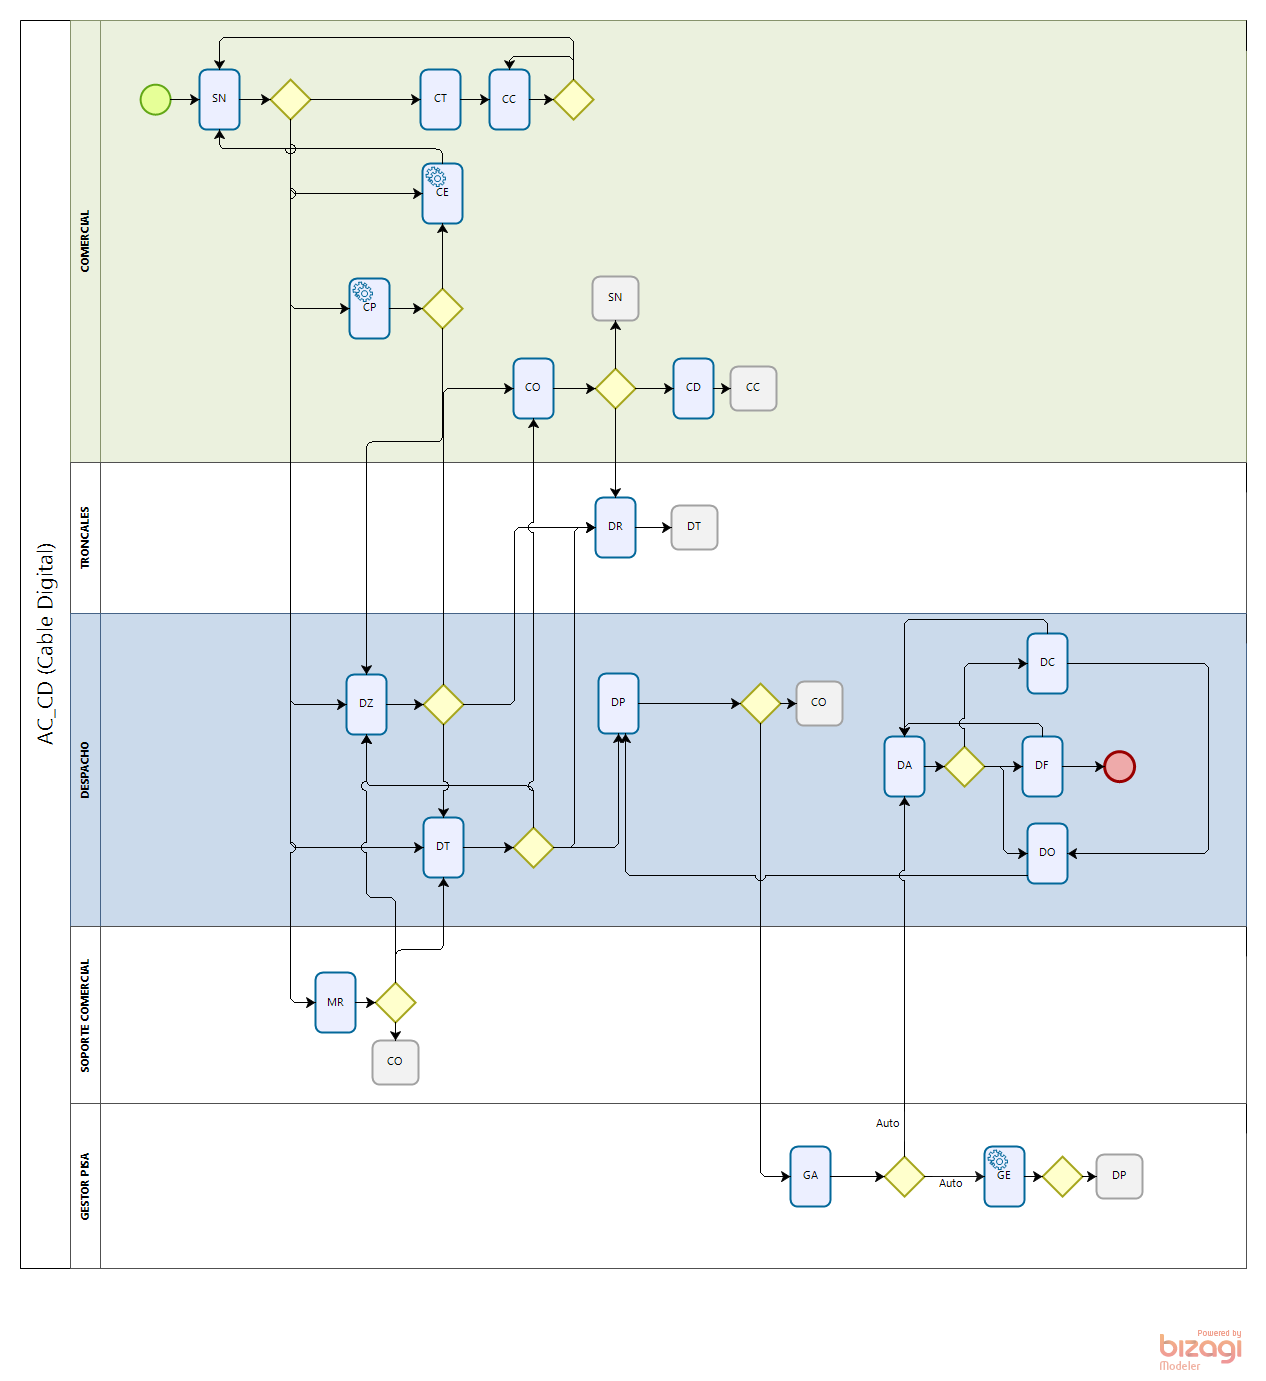 AC_CD (Cable Digital)
COMERCIAL
SN
CT
CC
CE
CP
SN
CO
CD
CC
TRONCALES
DR
DT
DESPACHO
DZ
DP
CO
DC
DA
DF
DT
DO
SOPORTE COMERCIAL
MR
CO
GESTOR PISA
Auto
GA
Auto
GE
DP
Powered by
bizagi
Modeler